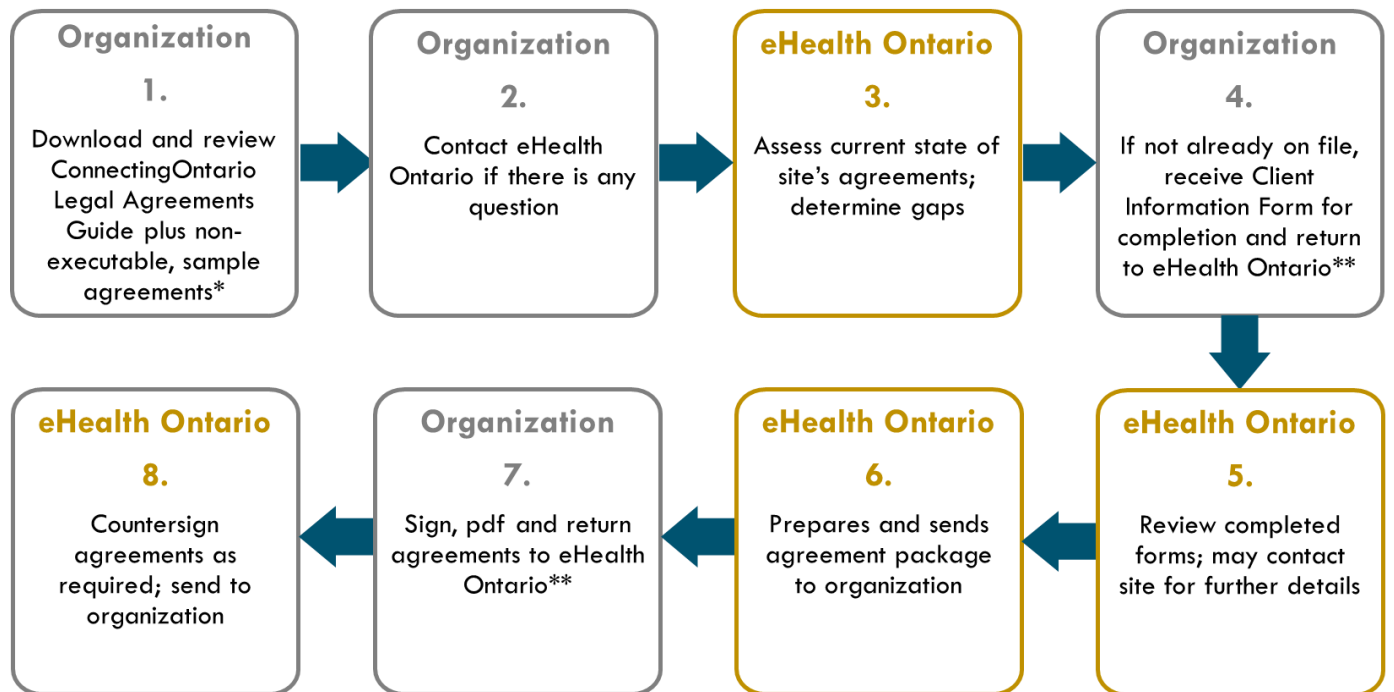 Organization
1.
Download and review
ConnectingOntario
Legal Agreements
Guide plus non-
executable, sample
agreements*
Organization
2.
Contact eHealth
Ontario if there is any
question
eHealth Ontario
3.
Assess current state of
site's agreements;
determine gaps
Organization
4.
If not already on file,
receive Client
Information Form for
completion and return
to eHealth Ontario**
eHealth Ontario
5.
Review completed
forms; may contact
site for further details
eHealth Ontario
6.
Prepares and sends
agreement package
to organization
Organization
7.
Sign, pdf and return
agreements to eHealth
Ontario**
eHealth Ontario
8.
Countersign
agreements as
required; send to
organization